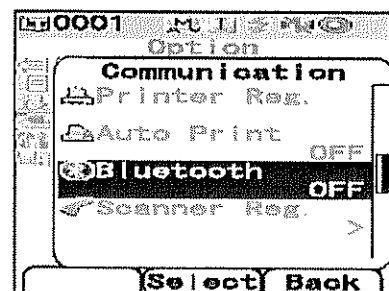 0001
Option
Communication
Printer Reg.
Auto Print
OFF
Bluetooth
OFF
Scanner Reg.
>
Select Back